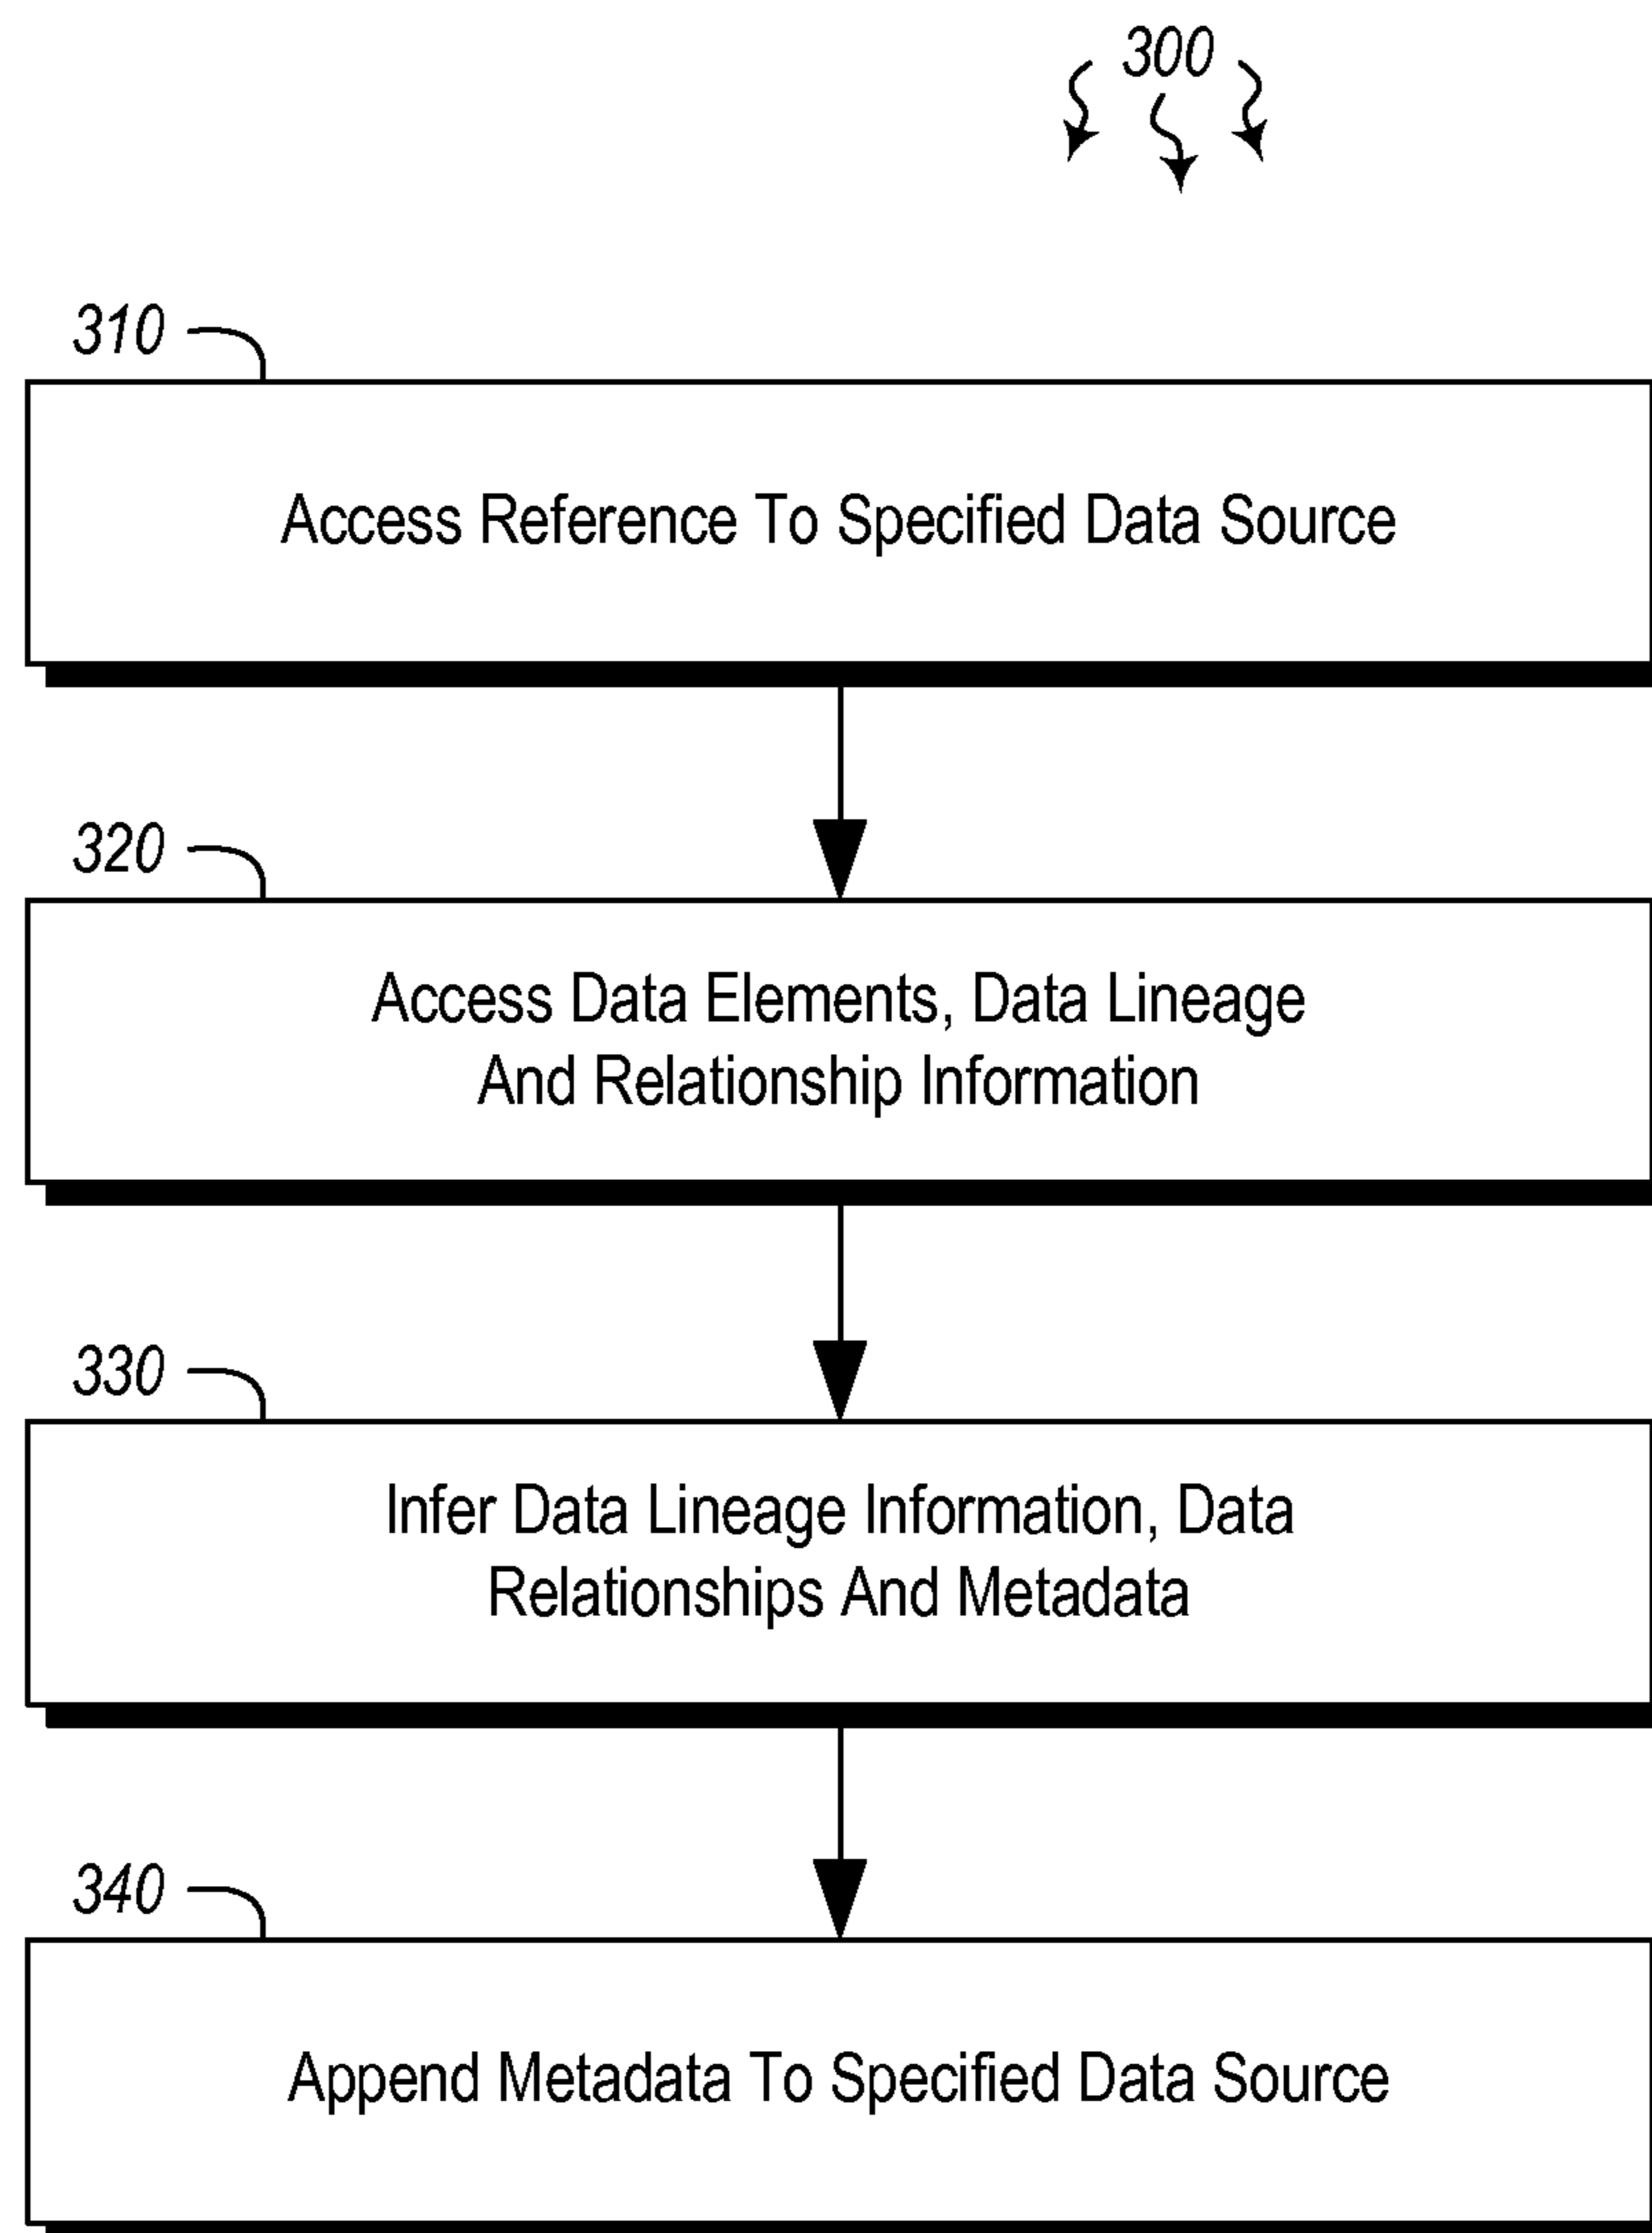 300
310
Access Reference To Specified Data Source
320
Access Data Elements, Data Lineage
And Relationship Information
330
Infer Data Lineage Information, Data
Relationships And Metadata
340
Append Metadata To Specified Data Source